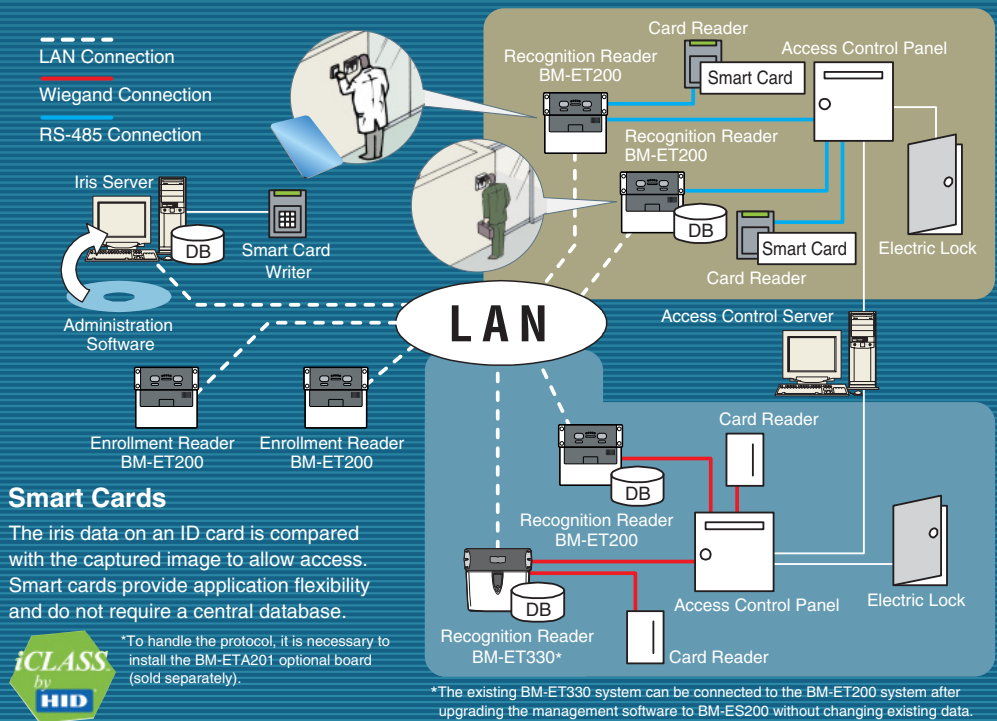 LAN Connection
Wiegand Connection
RS-485 Connection
Card Reader
Recognition Reader
BM-ET200
Smart Card
Access Control Panel
Recognition Reader
BM-ET200
DB
Smart Card
Card Reader
Electric Lock
Iris Server
DB
Smart Card
Writer
Administration
Software
LAN
Access Control Server
Enrollment Reader
BM-ET200
Enrollment Reader
BM-ET200
Card Reader
DB
Recognition Reader
BM-ET200
DB
Recognition Reader
BM-ET330*
Card Reader
Access Control Panel
Electric Lock
Smart Cards
The iris data on an ID card is compared
with the captured image to allow access.
Smart cards provide application flexibility
and do not require a central database.
iCLASS
by
HID
*To handle the protocol, it is necessary to
install the BM-ETA201 optional board
(sold separately).
*The existing BM-ET330 system can be connected to the BM-ET200 system after
upgrading the management software to BM-ES200 without changing existing data.